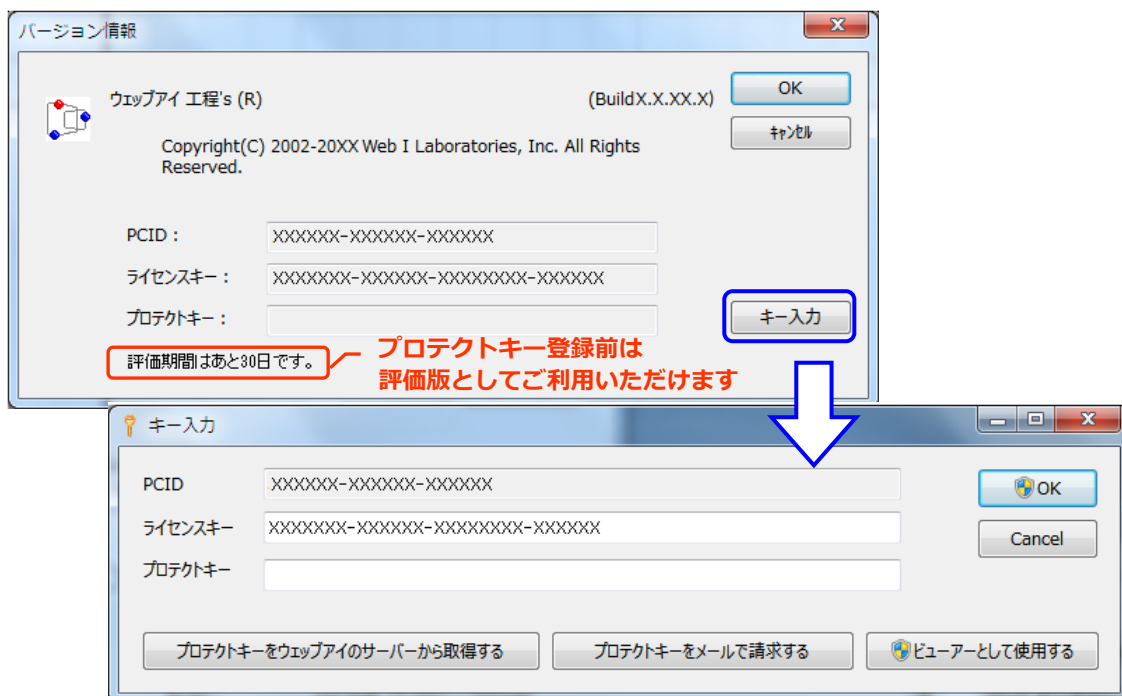 バージョン情報
ウェッブアイ 工程's (R) (BuildX.X.XX.X)
OK
キャンセル
Copyright(C) 2002-20XX Web I Laboratories, Inc. All Rights
Reserved.
PCID : XXXXXX-XXXXXX-XXXXXX
ライセンスキー : XXXXXXX-XXXXXX-XXXXXXXX-XXXXXX
プロテクトキー :
キー入力
評価期間はあと30日です。
プロテクトキー登録前は
評価版としてご利用いただけます
キー入力
PCID XXXXXX-XXXXXX-XXXXXX
OK
ライセンスキー XXXXXXX-XXXXXX-XXXXXXXX-XXXXXX
Cancel
プロテクトキー
プロテクトキーをウェッブアイのサーバーから取得する
プロテクトキーをメールで請求する
ビューアーとして使用する